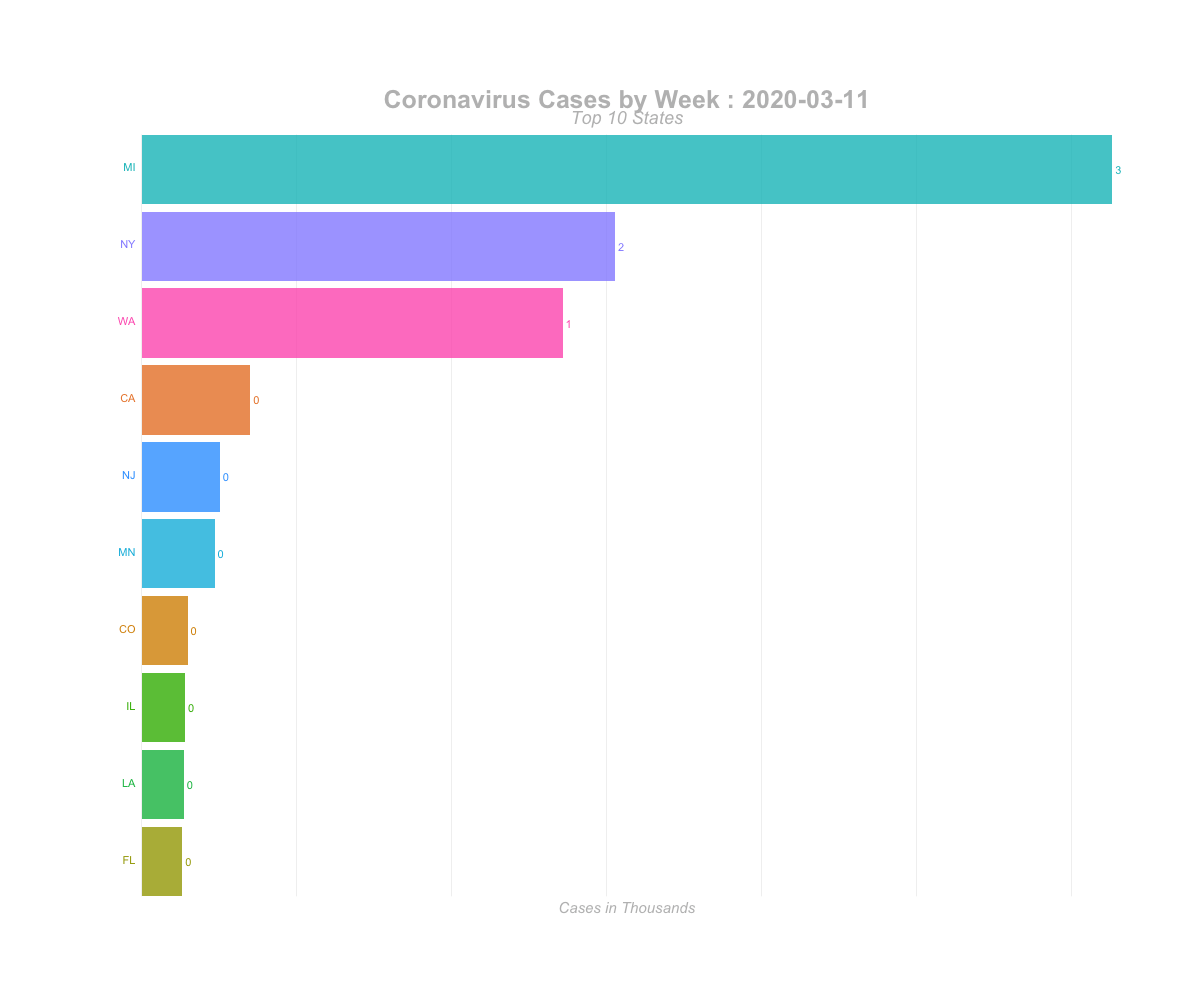 Coronavirus Cases by Week : 2020-03-11
Top 10 States
MI 3
NY 2
WA 1
CA 0
NJ 0
MN 0
CO 0
IL 0
LA 0
FL 0
Cases in Thousands